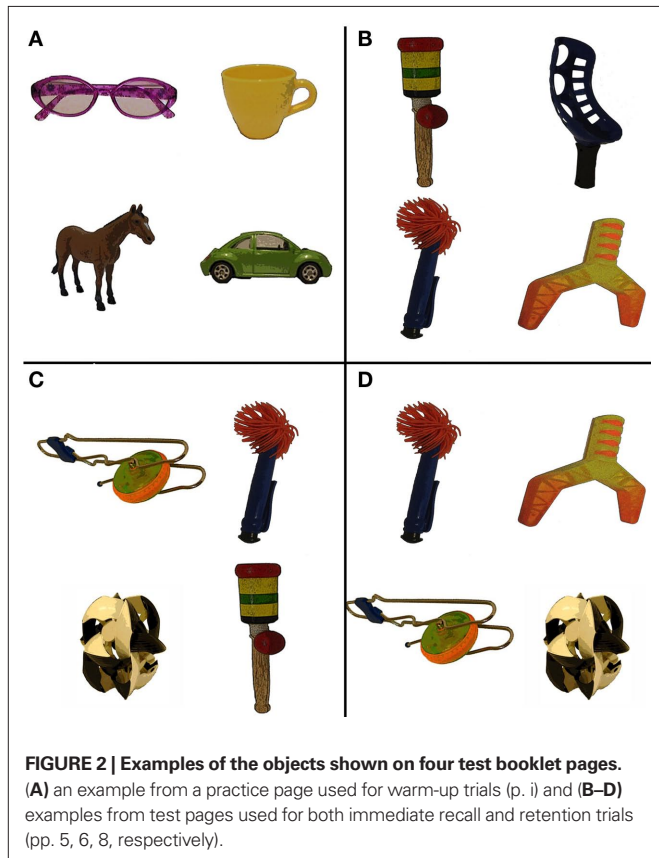 A
B
C
D
FIGURE 2 | Examples of the objects shown on four test booklet pages.
(A) an example from a practice page used for warm-up trials (p. i) and (B–D)
examples from test pages used for both immediate recall and retention trials
(pp. 5, 6, 8, respectively).